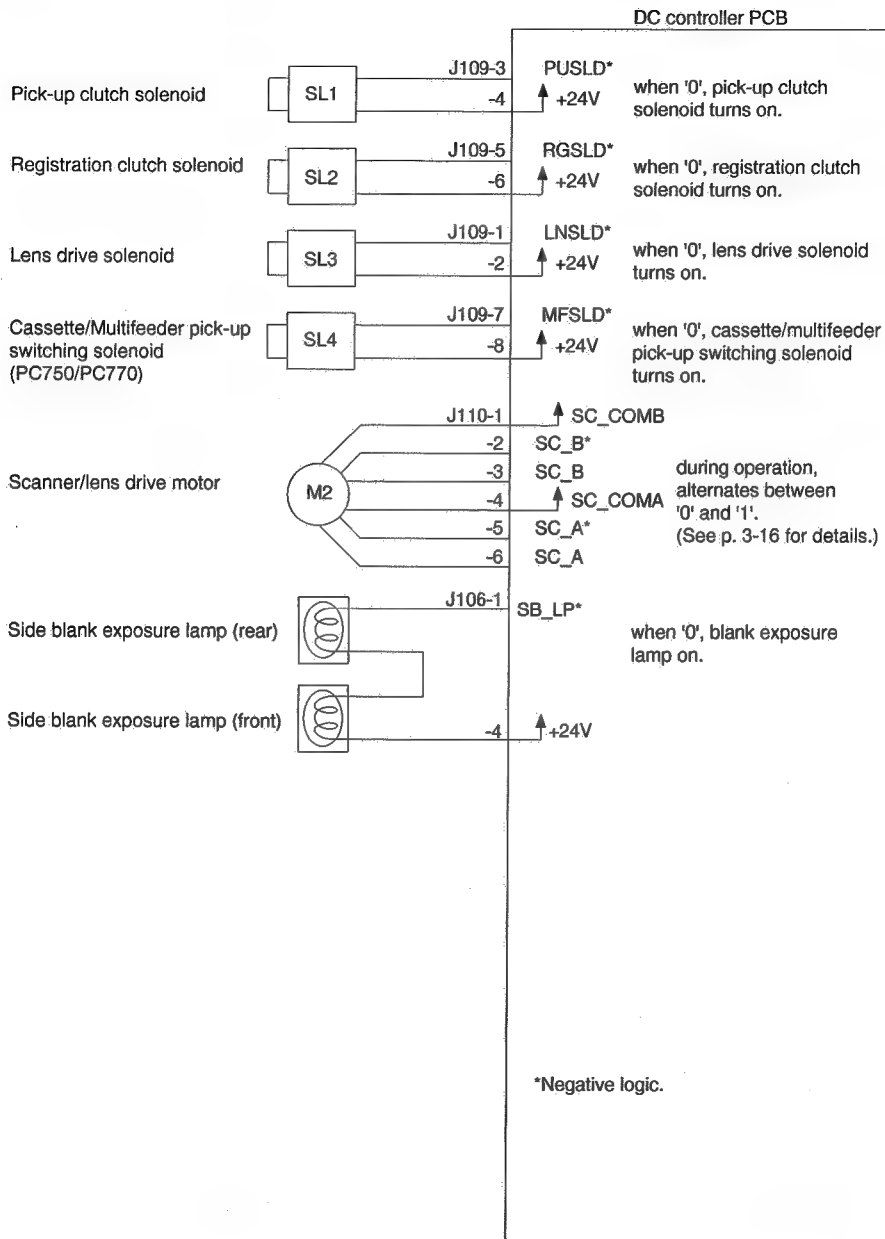 DC controller PCB
Pick-up clutch solenoid
SL1
J109-3
PUSLD*
-4
+24V
when '0', pick-up clutch
solenoid turns on.
Registration clutch solenoid
SL2
J109-5
RGSLD*
-6
+24V
when '0', registration clutch
solenoid turns on.
Lens drive solenoid
SL3
J109-1
LNSLD*
-2
+24V
when '0', lens drive solenoid
turns on.
Cassette/Multifeeder pick-up
switching solenoid
(PC750/PC770)
SL4
J109-7
MFSLD*
-8
+24V
when '0', cassette/multifeeder
pick-up switching solenoid
turns on.
Scanner/lens drive motor
M2
J110-1
SC_COMB
-2
SC_B*
-3
SC_B
-4
SC_COMA
-5
SC_A*
-6
SC_A
during operation,
alternates between
'0' and '1'.
(See p. 3-16 for details.)
Side blank exposure lamp (rear)
J106-1
SB_LP*
when '0', blank exposure
lamp on.
Side blank exposure lamp (front)
-4
+24V
*Negative logic.